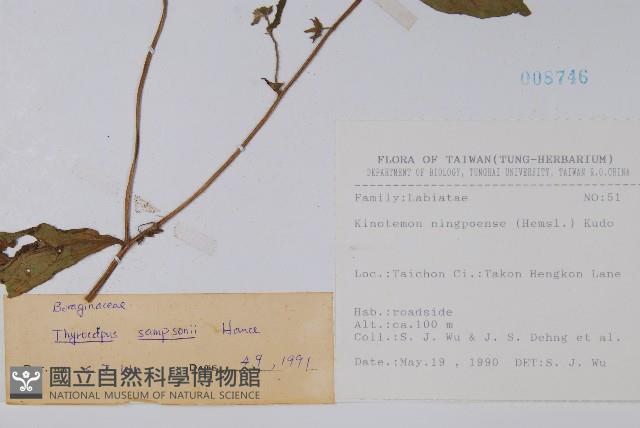 008746
FLORA OF TAIWAN(TUNG-HERBARIUM)
DEPARTMENT OF BIOLOGY, TUNGHAI UNIVERSITY, TAIWAN R.O.CHINA
Family:Labiatae NO:51
Kinotemon ningpoense (Hemsl.) Kudo
Loc.:Taichon Ci.:Takon Hengkon Lane
Hab.:roadside
Alt.:ca.100 m
Coll.:S. J. Wu & J. S. Dehng et al.
Date.:May.19 , 1990 DET:S. J. Wu
Boraginaceae
Thyrocarpus sampsonii Hance
49, 1991
國立自然科學博物館
NATIONAL MUSEUM OF NATURAL SCIENCE